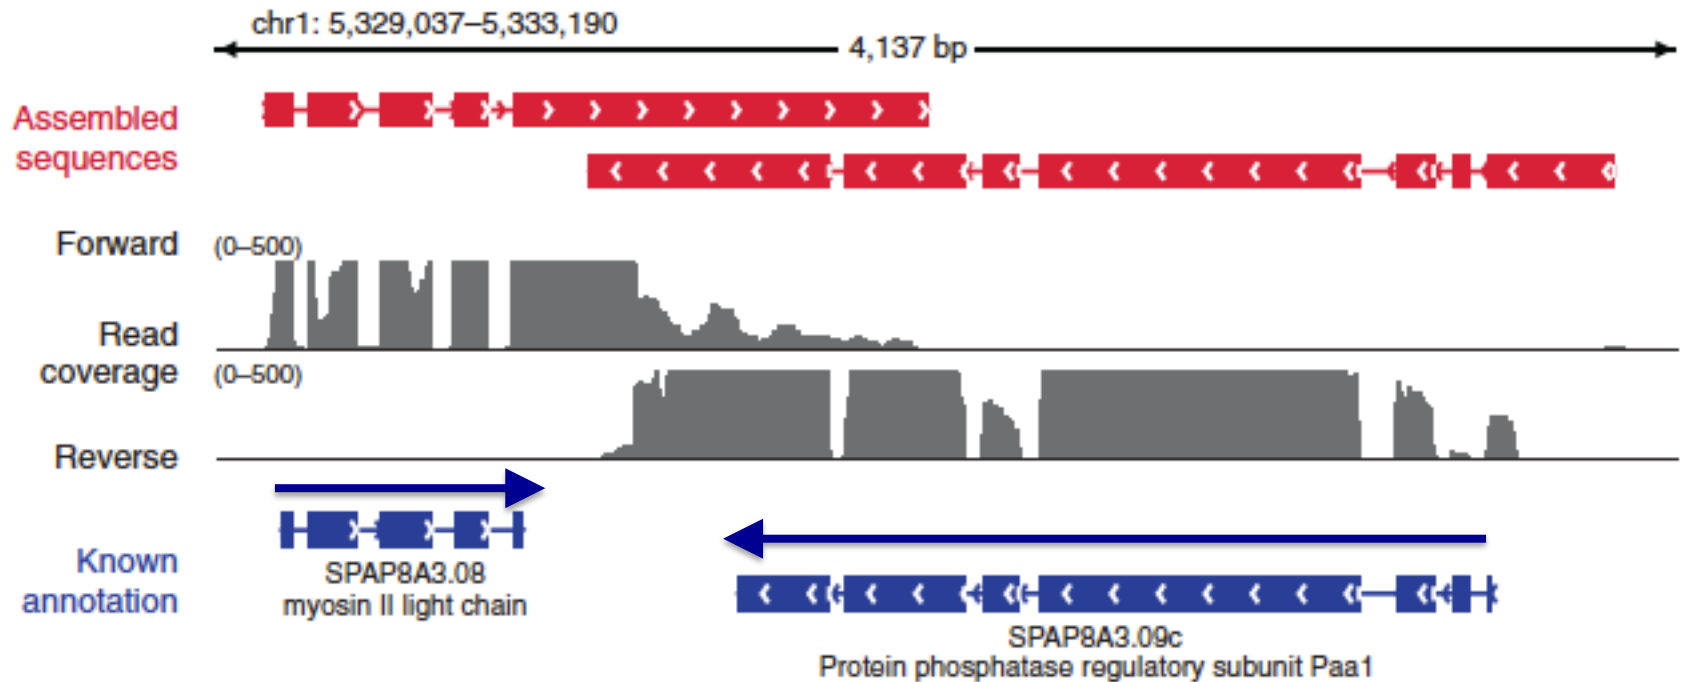 chr1: 5,329,037–5,333,190
4,137 bp
Assembled
sequences
Forward
(0–500)
Read
coverage
(0–500)
Reverse
Known
annotation
SPAP8A3.08
myosin II light chain
SPAP8A3.09c
Protein phosphatase regulatory subunit Paa1